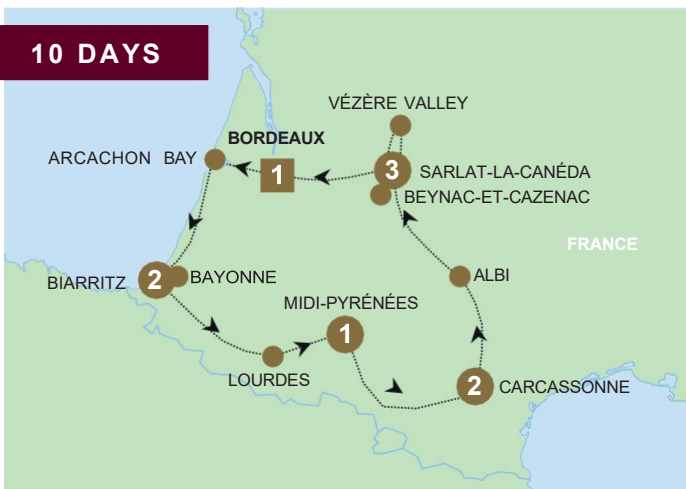 10 DAYS
VÉZÈRE VALLEY
BORDEAUX
ARCACHON BAY
1
3
SARLAT-LA-CANÉDA
BEYNAC-ET-CAZENAC
FRANCE
BIARRITZ
2
BAYONNE
ALBI
MIDI-PYRÉNÉES
1
LOURDES
2
CARCASSONNE